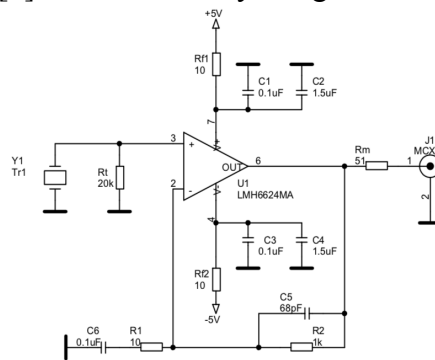 +5V
Rf1
10
C1
0.1uF
C2
1.5uF
7
V+
3
+
Y1
Tr1
Rt
20k
OUT
6
2
-
U1
LMH6624MA
V-
4
Rm
51
1
J1
MCX
2
C3
0.1uF
C4
1.5uF
Rf2
10
-5V
C5
68pF
C6
0.1uF
R1
10
R2
1k